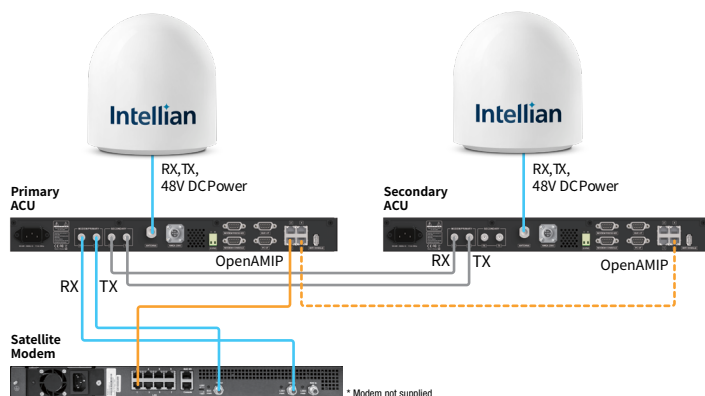 Intellian
Intellian
RX,TX,
48V DC Power
RX,TX,
48V DC Power
Primary
ACU
Secondary
ACU
OpenAMIP
RX TX
OpenAMIP
RX TX
Satellite
Modem
* Modem not supplied